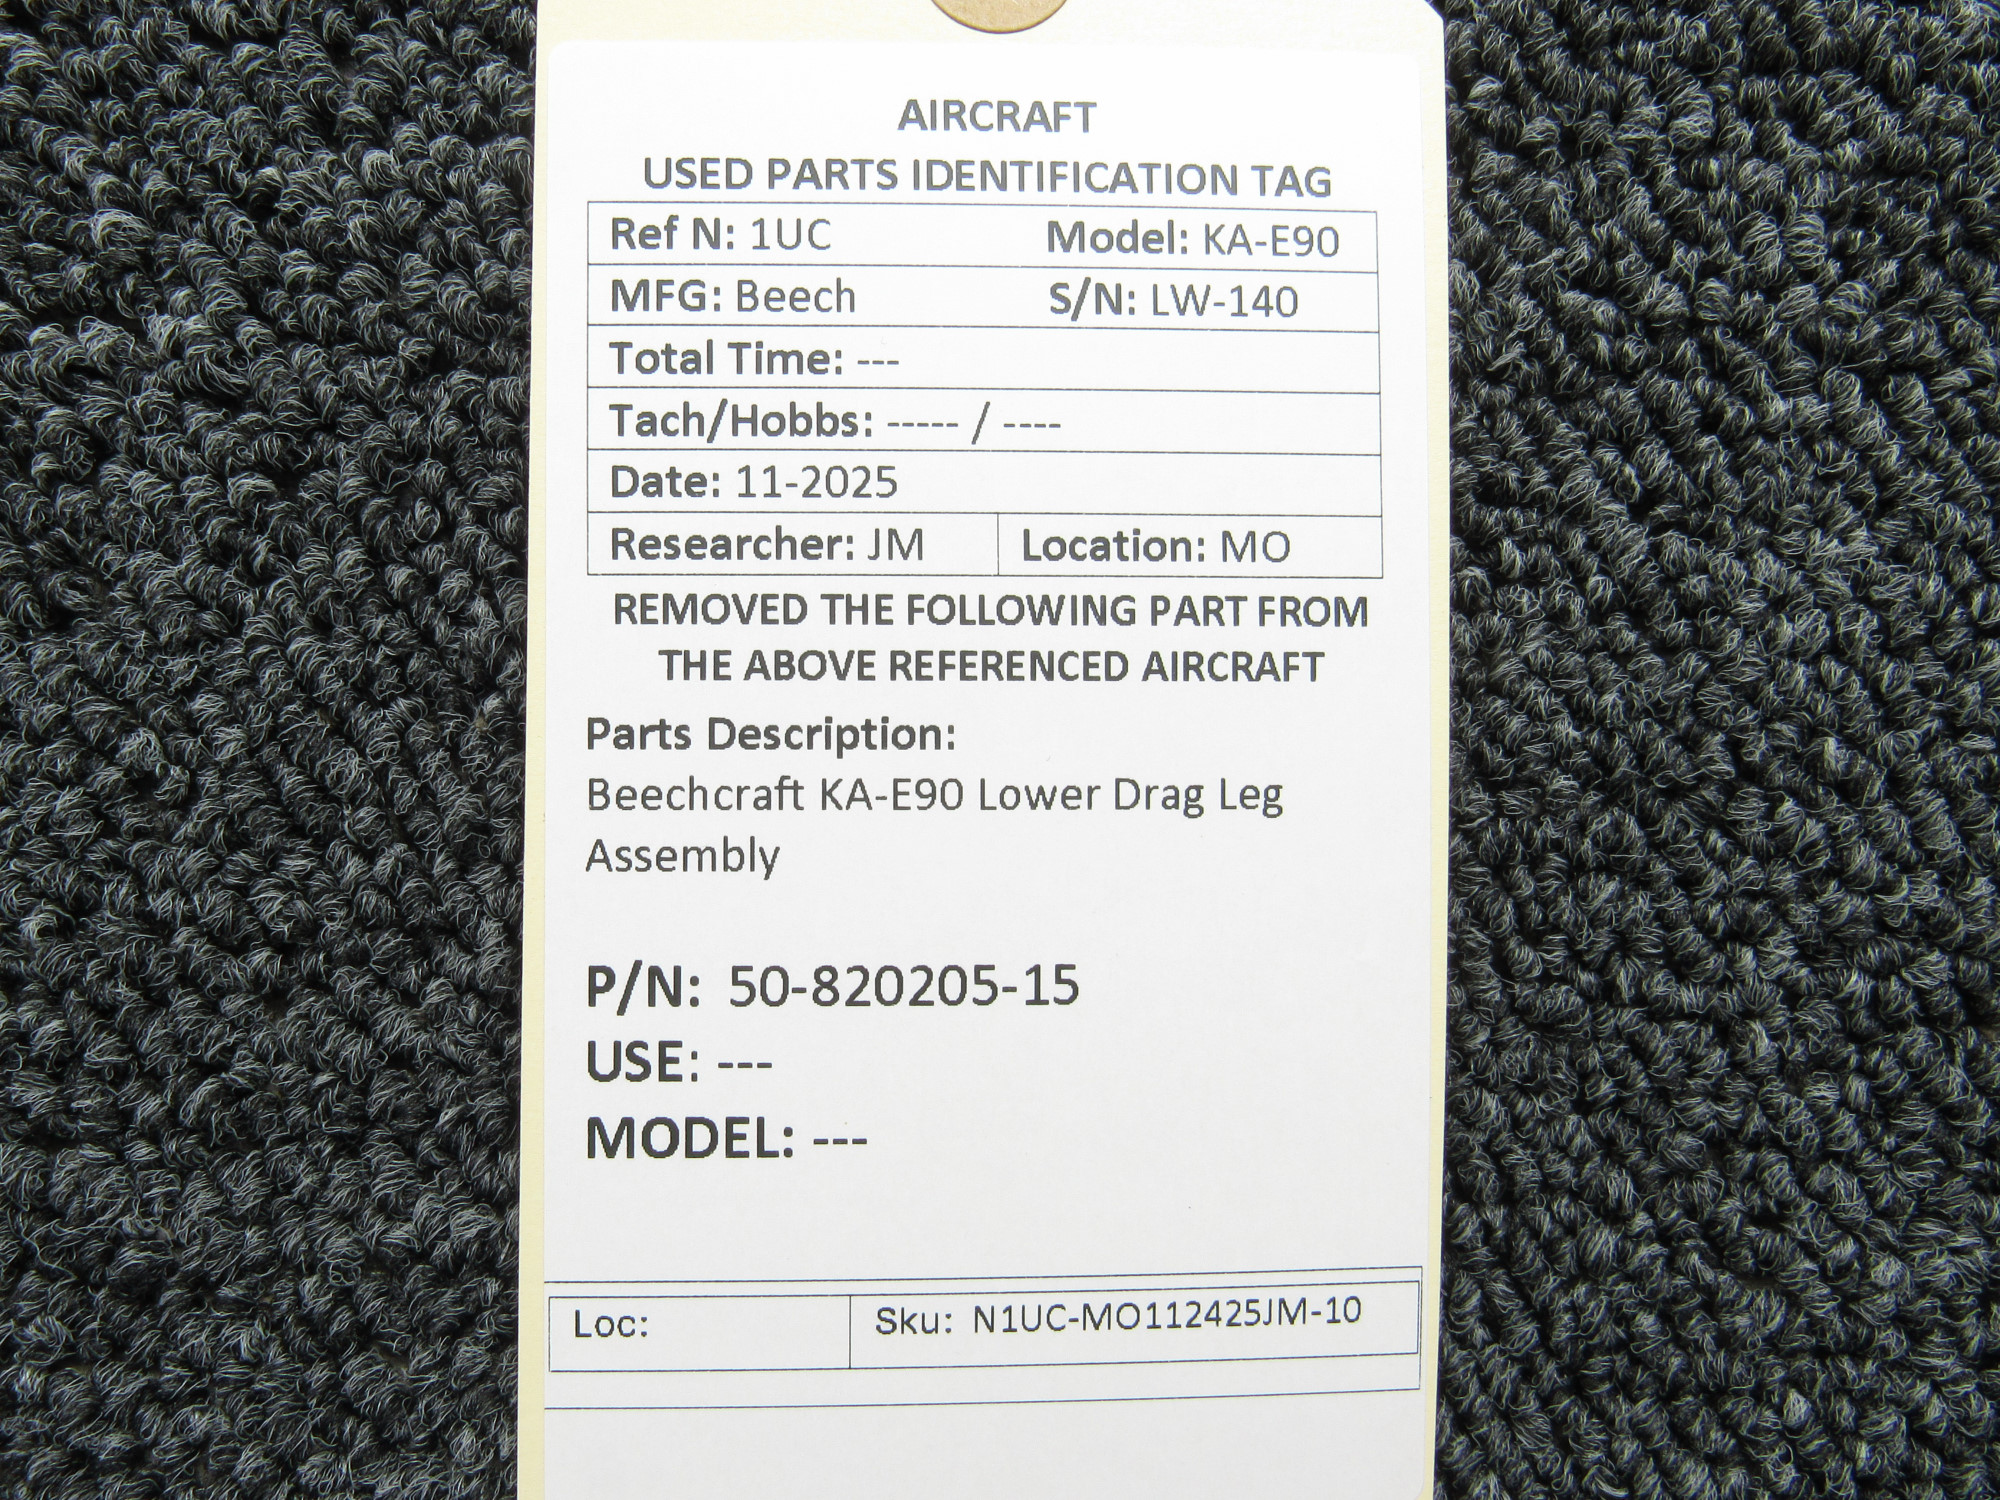 AIRCRAFT
USED PARTS IDENTIFICATION TAG
Ref N: 1UC Model: KA-E90
MFG: Beech S/N: LW-140
Total Time: ---
Tach/Hobbs: ----- / ----
Date: 11-2025
Researcher: JM Location: MO
REMOVED THE FOLLOWING PART FROM
THE ABOVE REFERENCED AIRCRAFT
Parts Description:
Beechcraft KA-E90 Lower Drag Leg
Assembly
P/N: 50-820205-15
USE: ---
MODEL: ---
Loc: Sku: N1UC-MO112425JM-10